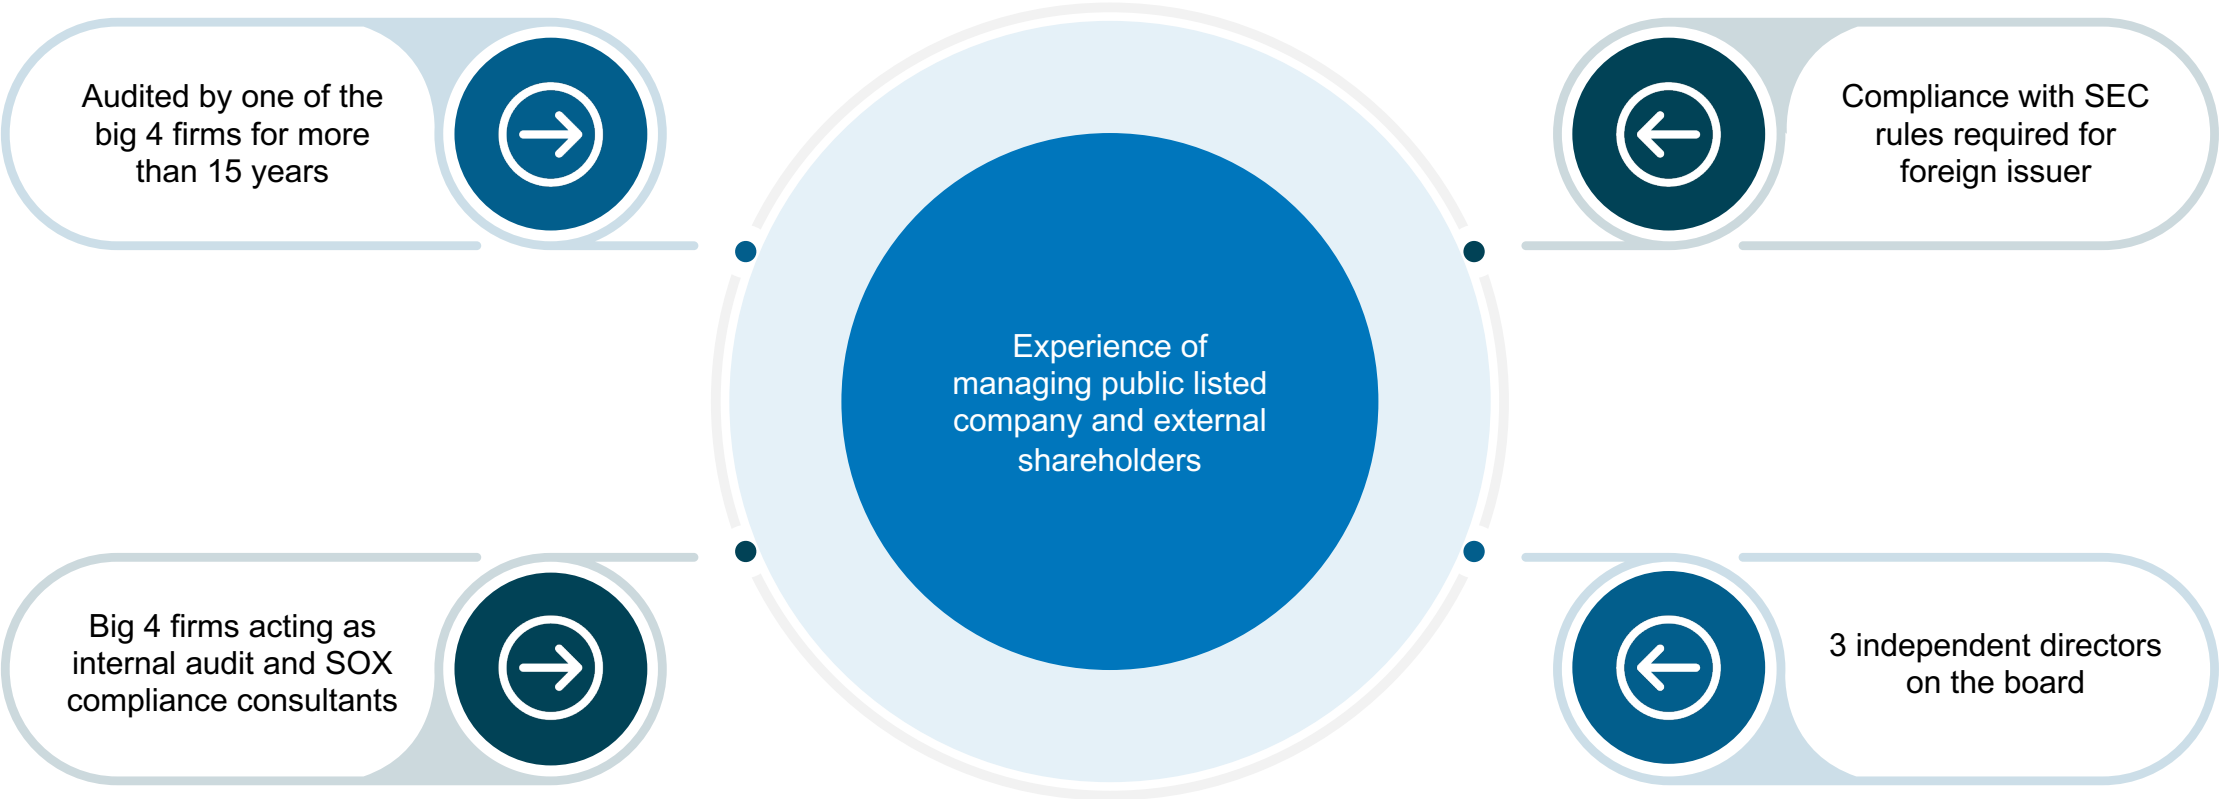 Audited by one of the
big 4 firms for more
than 15 years
Compliance with SEC
rules required for
foreign issuer
Experience of
managing public listed
company and external
shareholders
Big 4 firms acting as
internal audit and SOX
compliance consultants
3 independent directors
on the board